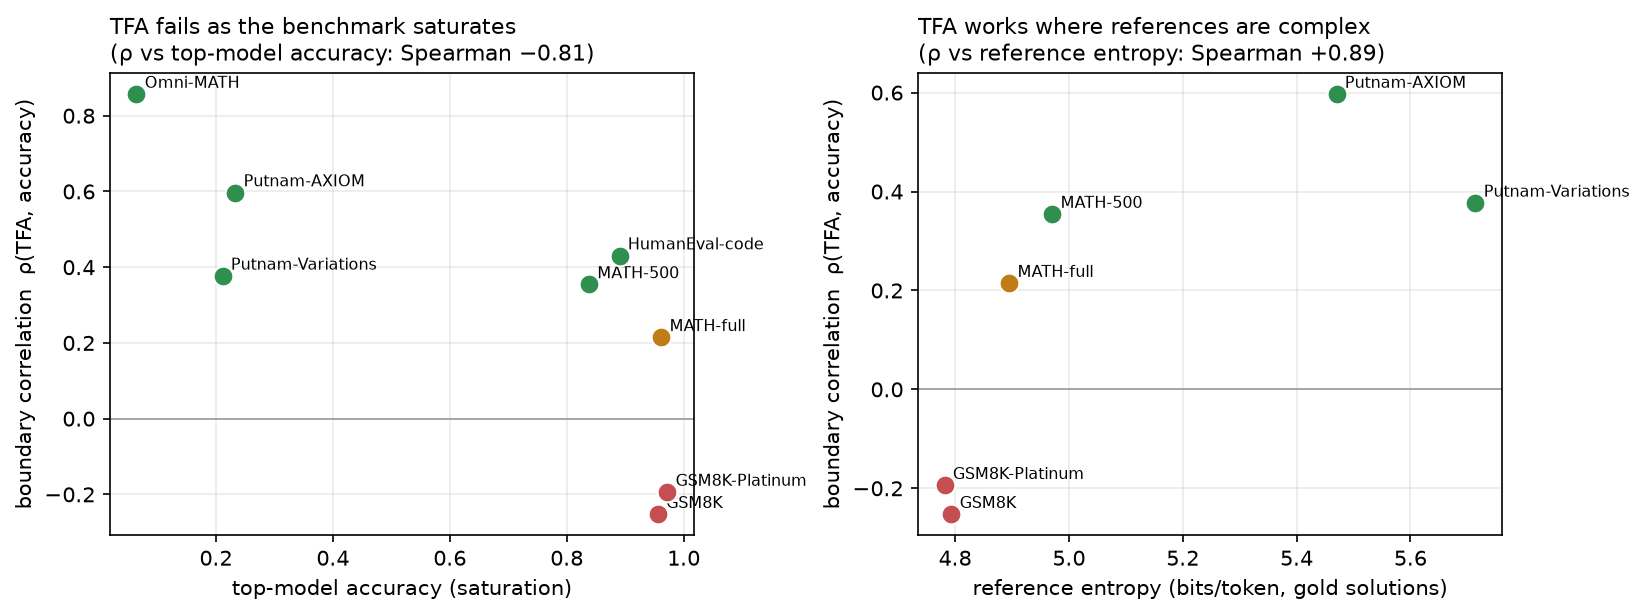 TFA fails as the benchmark saturates
(ρ vs top-model accuracy: Spearman −0.81)
boundary correlation  ρ(TFA, accuracy)
0.8
0.6
0.4
0.2
0.0
−0.2
Omni-MATH
Putnam-AXIOM
Putnam-Variations
HumanEval-code
MATH-500
MATH-full
GSM8K-Platinum
GSM8K
0.2 0.4 0.6 0.8 1.0
top-model accuracy (saturation)
TFA works where references are complex
(ρ vs reference entropy: Spearman +0.89)
boundary correlation  ρ(TFA, accuracy)
0.6
0.4
0.2
0.0
−0.2
Putnam-AXIOM
Putnam-Variations
MATH-500
MATH-full
GSM8K-Platinum
GSM8K
4.8 5.0 5.2 5.4 5.6
reference entropy (bits/token, gold solutions)